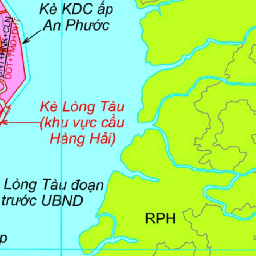 Kè KDC ấp
An Phước
Kè Lòng Tàu
(khu vực cầu
Hàng Hải)
Lòng Tàu đoạn
trước UBND
RPH